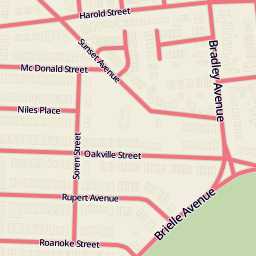 Harold Street
Sunset Avenue
Bradley Avenue
Mc Donald Street
Niles Place
Soren Street
Oakville Street
Rupert Avenue
Brielle Avenue
Roanoke Street